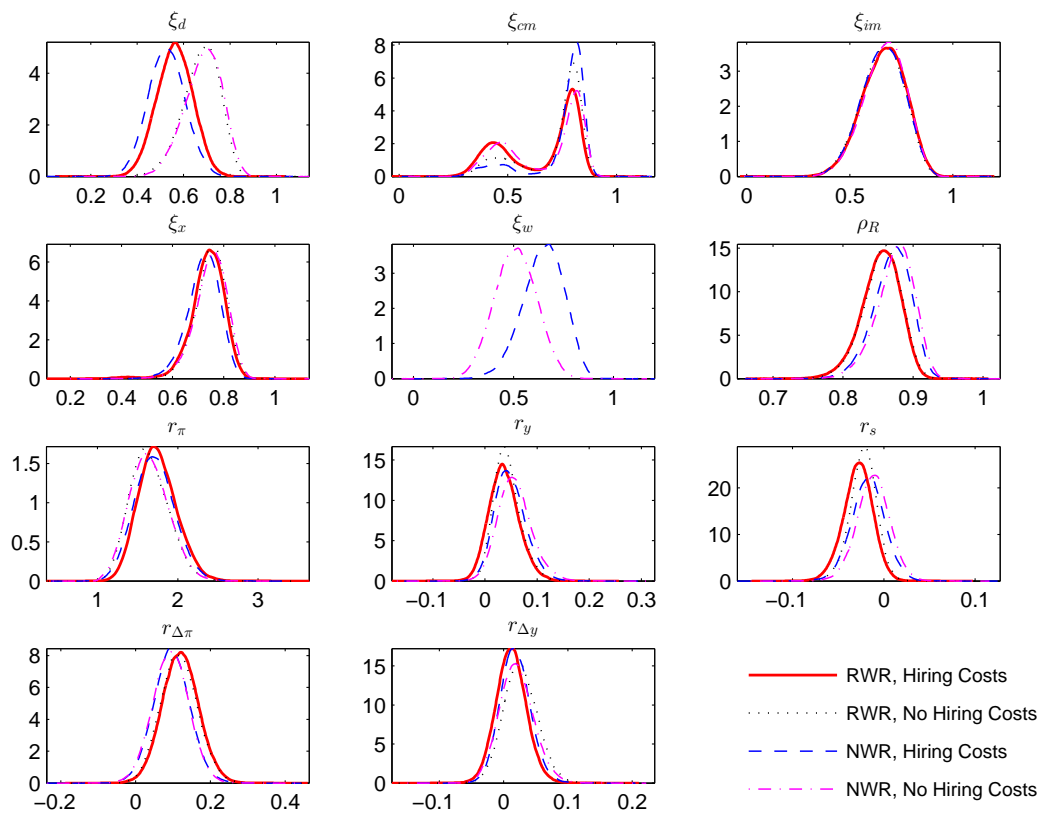 ξ_d ξ_cm ξ_im
4 8 3
2 6 2
0 4 1
2 0
0
0.2 0.4 0.6 0.8 1 0 0.5 1 0 0.5 1
ξ_x ξ_w ρ_R
6 3 15
4 2 10
2 1 5
0 0 0
0.2 0.4 0.6 0.8 1 0 0.5 1 0.7 0.8 0.9 1
r_π r_y r_s
1.5 15 20
1 10 10
0.5 5 0
0
1 2 3 −0.1 0 0.1 0.2 0.3 −0.1 0 0.1
r_Δπ r_Δy
8 15
6 10
4 5
2 0
0
−0.2 0 0.2 0.4 −0.1 0 0.1 0.2
RWR, Hiring Costs
RWR, No Hiring Costs
NWR, Hiring Costs
NWR, No Hiring Costs